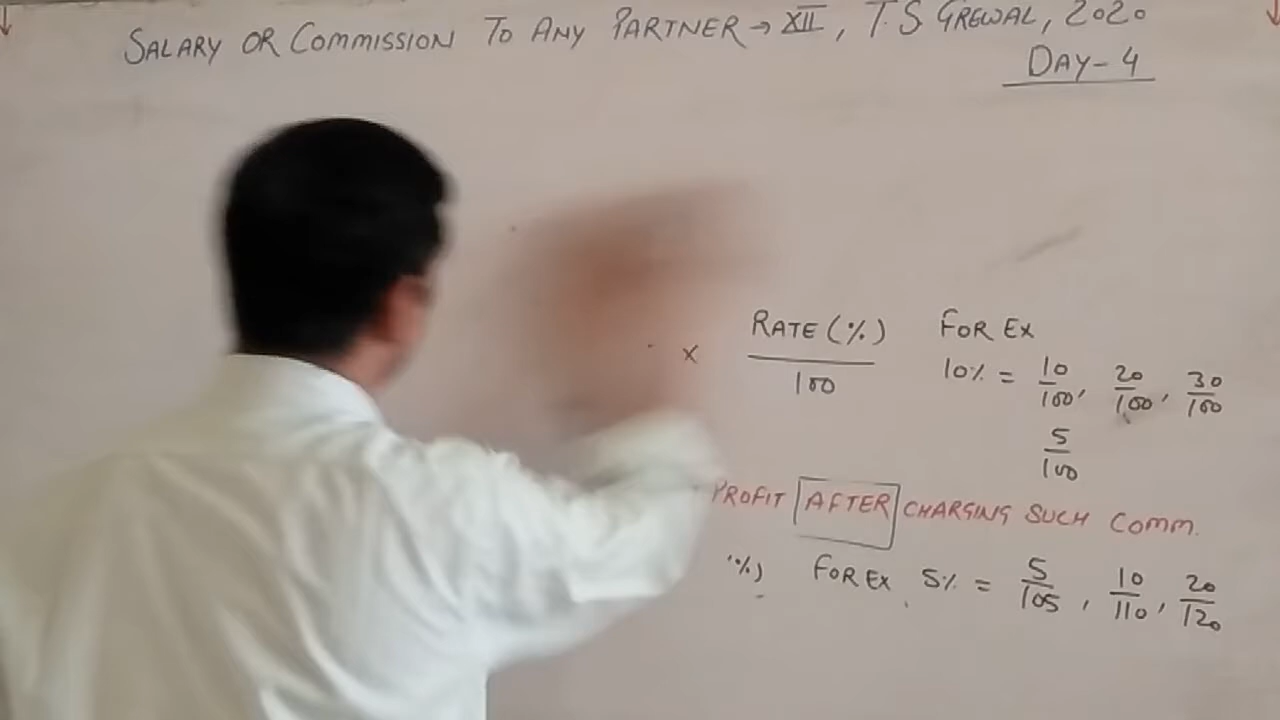 SALARY OR COMMISSION TO ANY PARTNER → XII, T.S GREWAL, 2020
DAY-4
× RATE (%) / 100 FOR EX
10% = 10/100, 20/100, 30/100
5/100
PROFIT AFTER CHARGING SUCH COMM.
%) FOR EX 5% = 5/105, 10/110, 20/120